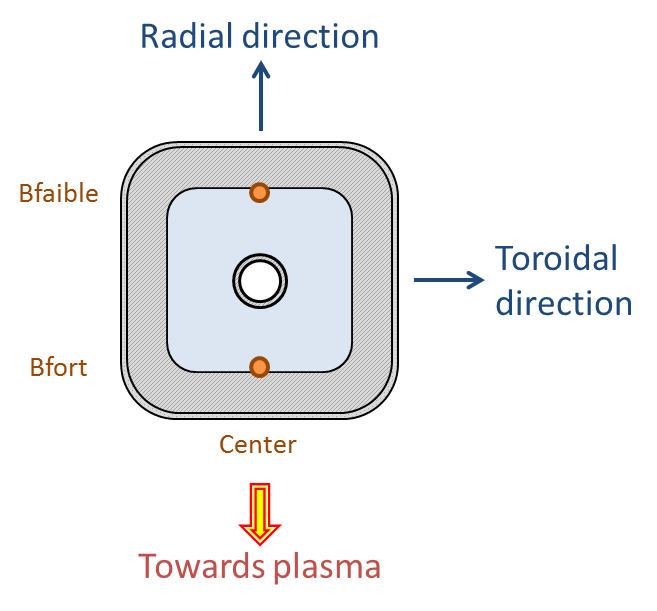 Radial direction
Bfaible
Toroidal
direction
Bfort
Center
Towards plasma